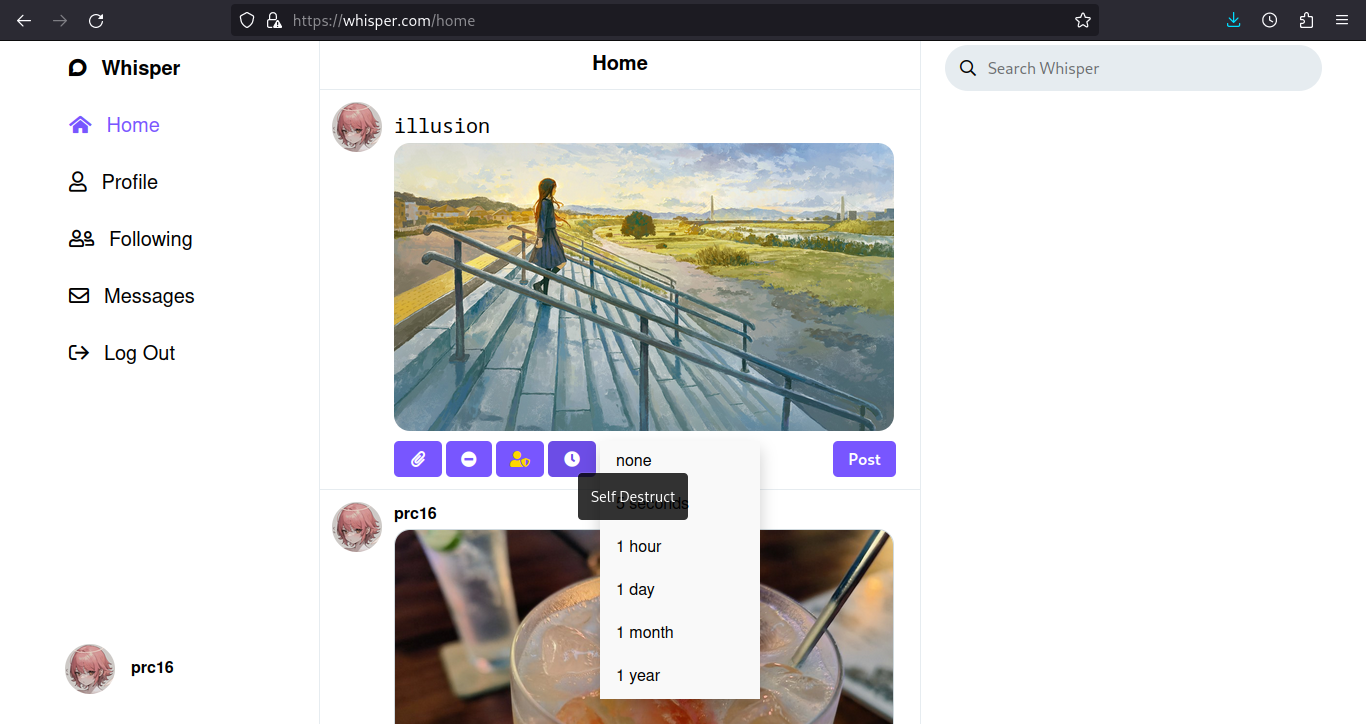 https://whisper.com/home
Whisper
Home
Profile
Following
Messages
Log Out
prc16
Home
illusion
none
Self Destruct
5 seconds
1 hour
1 day
1 month
1 year
Post
prc16
Search Whisper